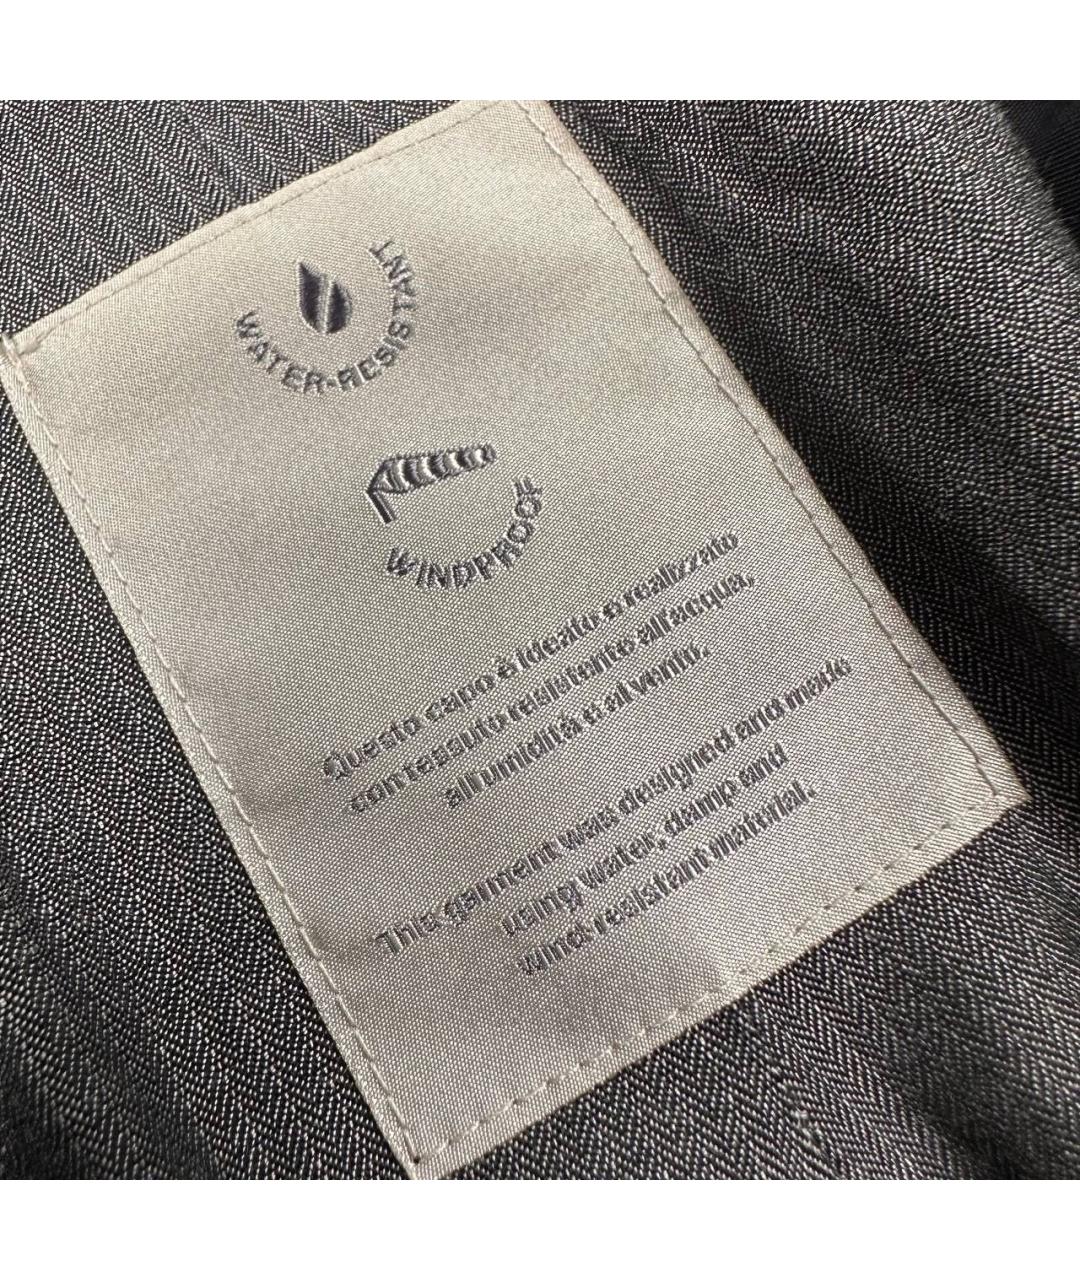 WATER-RESISTANT
WINDPROOF
Questo capo è ideato e realizzato
con tessuto resistente all'acqua,
all'umidità e al vento.
This garment was designed and made
using water, damp and
wind resistant material.